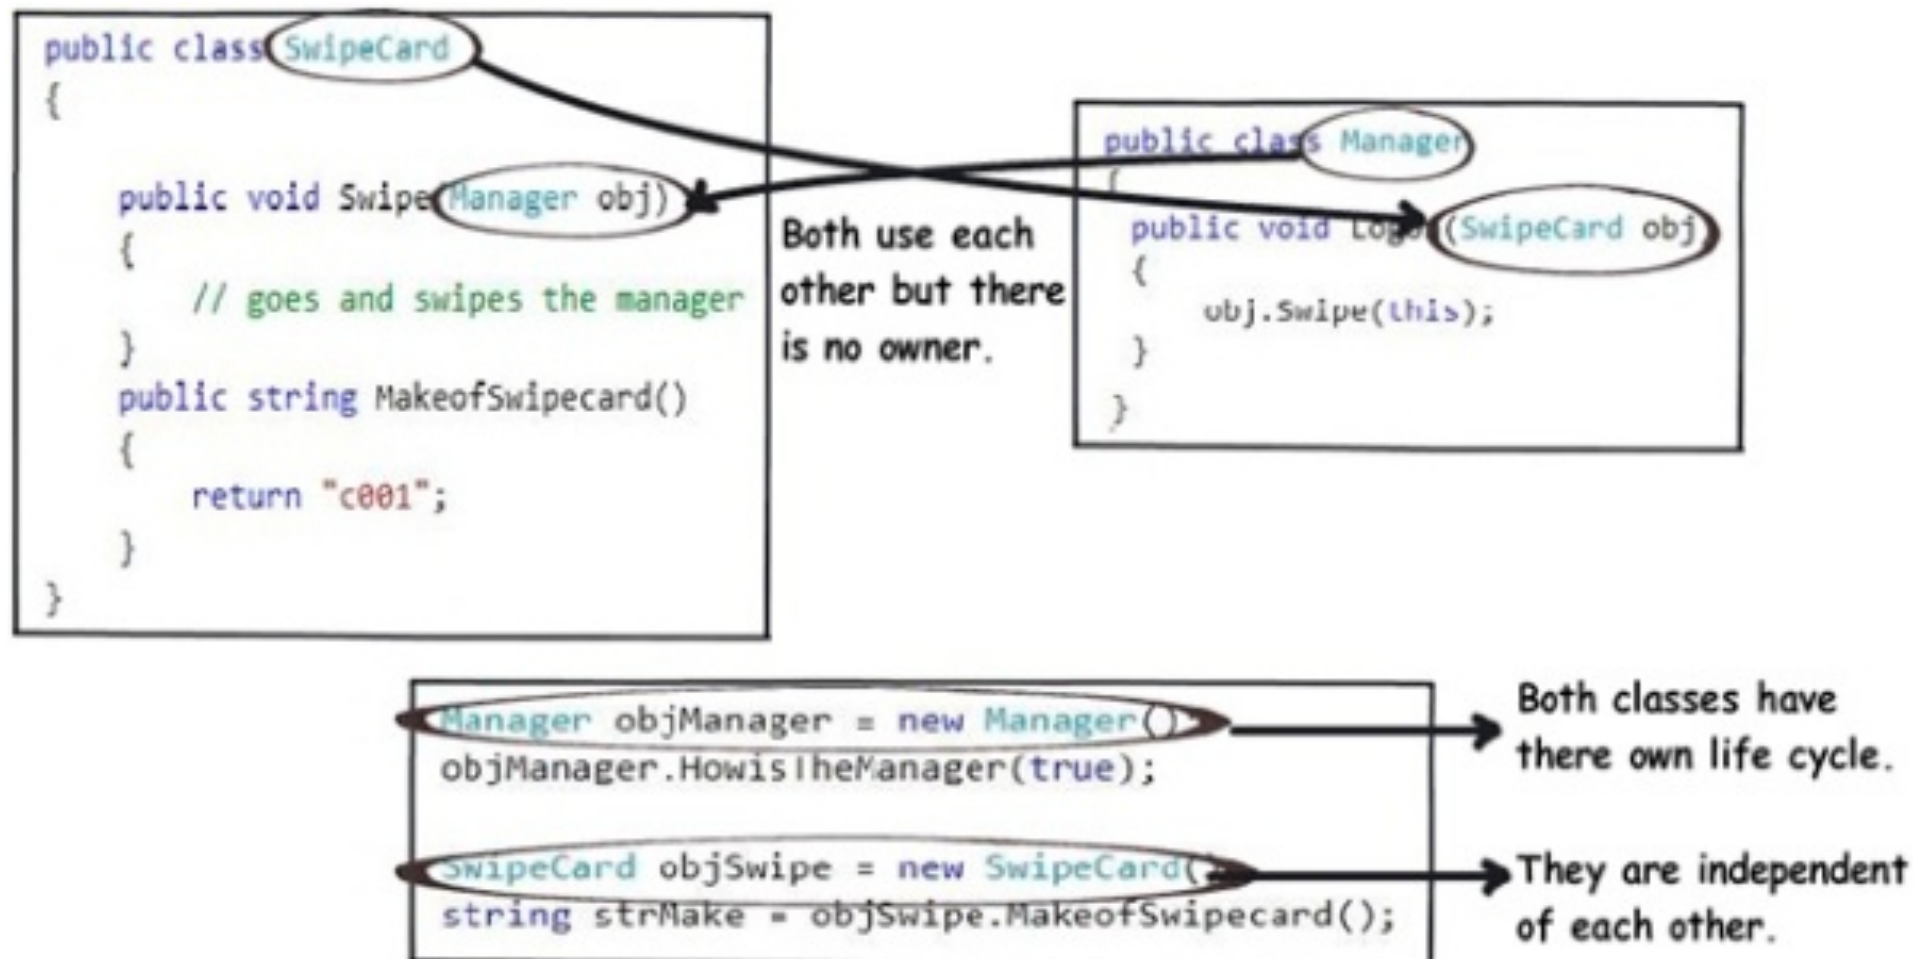 public class SwipeCard
{
public void Swipe(Manager obj)
{
// goes and swipes the manager
}
public string MakeofSwipecard()
{
return "c001";
}
}
Both use each
other but there
is no owner.
public class Manager
{
public void (SwipeCard obj
{
obj.Swipe(this);
}
}
Manager objManager = new Manager()
objManager.HowisTheManager(true);
SwipeCard objSwipe = new SwipeCard(
string strMake = objSwipe.MakeofSwipecard();
Both classes have
there own life cycle.
They are independent
of each other.